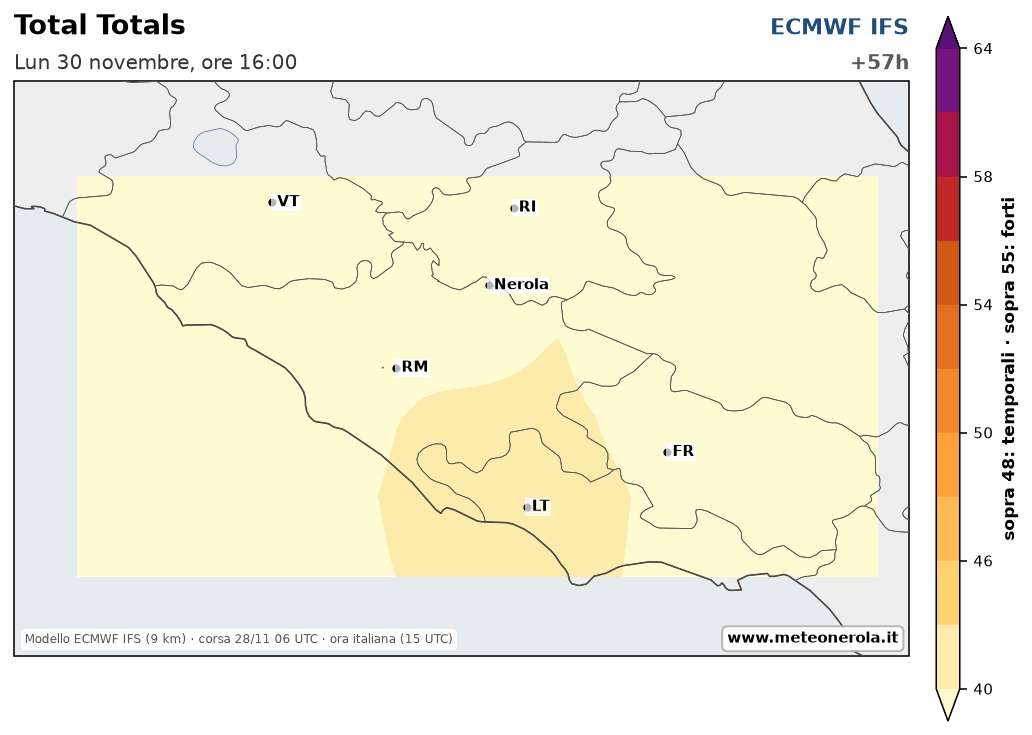 Total Totals
ECMWF IFS
Lun 30 novembre, ore 16:00
+57h
64
58
54
50
46
40
sopra 48: temporali · sopra 55: forti
VT
RI
Nerola
RM
FR
LT
Modello ECMWF IFS (9 km) · corsa 28/11 06 UTC · ora italiana (15 UTC)
www.meteonerola.it